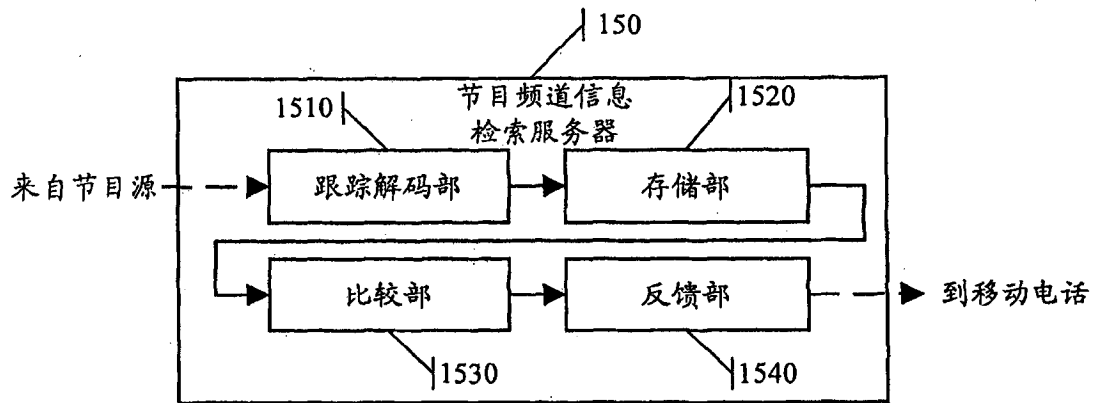 150
节目频道信息
检索服务器
1510
1520
来自节目源
跟踪解码部
存储部
比较部
反馈部
到移动电话
1530
1540